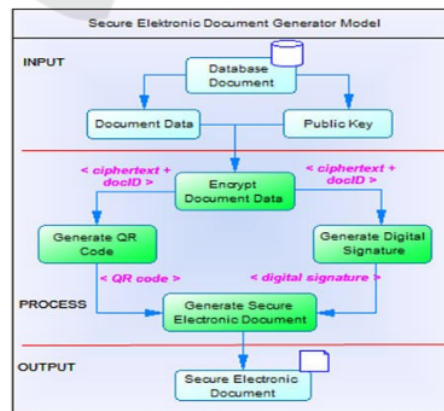 Secure Elektronic Document Generator Model
INPUT
Database
Document
Document Data
Public Key
< ciphertext +
docID >
< ciphertext +
docID >
Encrypt
Document Data
Generate QR
Code
Generate Digital
Signature
< QR code >
< digital signature >
PROCESS
Generate Secure
Electronic Document
OUTPUT
Secure Electronic
Document